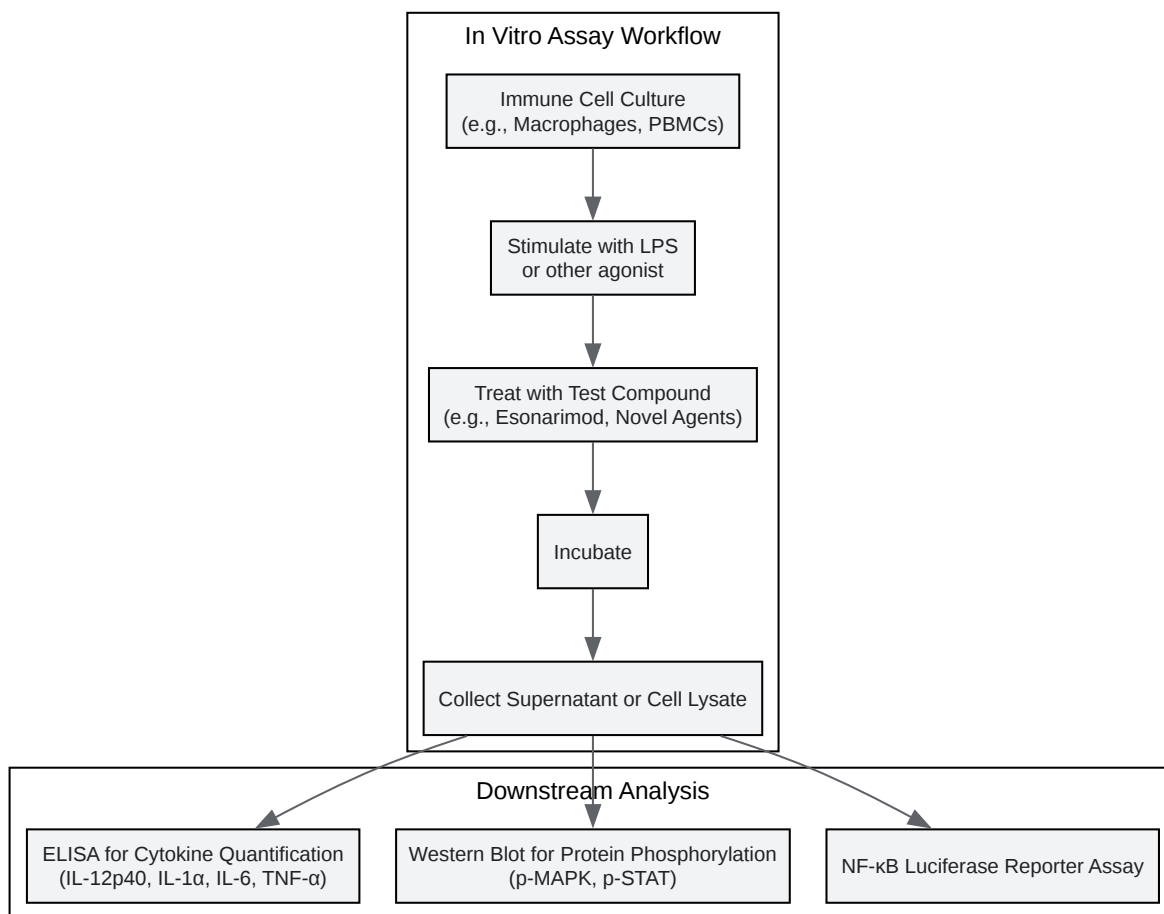 In Vitro Assay Workflow
Immune Cell Culture
(e.g., Macrophages, PBMCs)
Stimulate with LPS
or other agonist
Treat with Test Compound
(e.g., Esonarimod, Novel Agents)
Incubate
Collect Supernatant or Cell Lysate
Downstream Analysis
ELISA for Cytokine Quantification
(IL-12p40, IL-1α, IL-6, TNF-α)
Western Blot for Protein Phosphorylation
(p-MAPK, p-STAT)
NF-κB Luciferase Reporter Assay